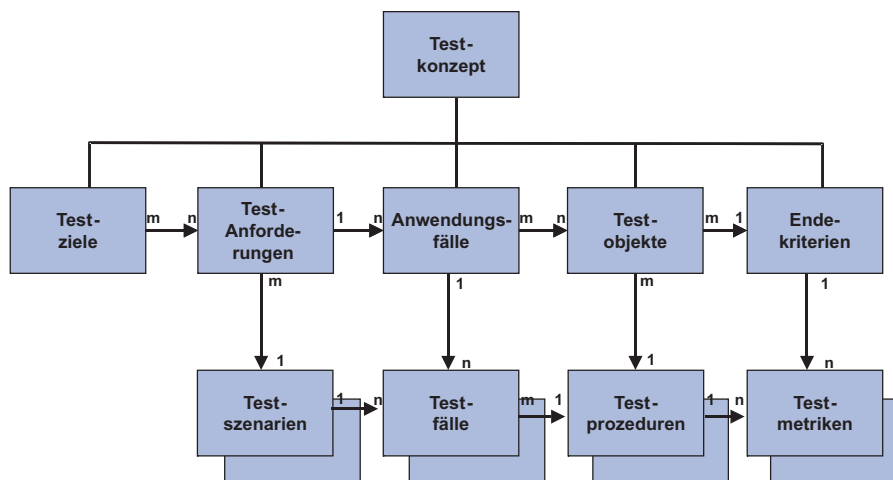 Test-
konzept
Test-
ziele
m
n
Test-
Anforde-
rungen
1
n
Anwendungs-
fälle
m
n
Test-
objekte
m
1
Ende-
kriterien
m
1
m
1
1
n
1
n
Test-
szenarien
1
n
Test-
fälle
m
1
Test-
prozeduren
1
n
Test-
metriken